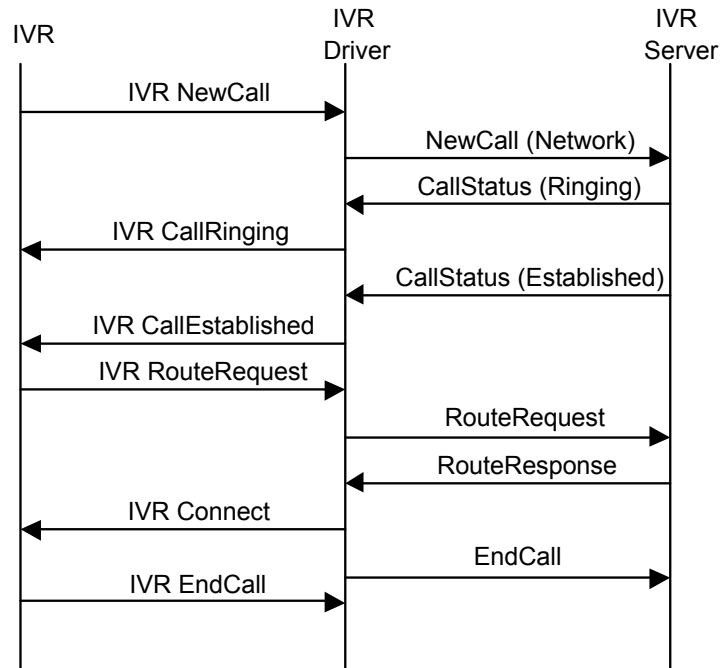 IVR
IVR
Driver
IVR
Server
IVR NewCall
NewCall (Network)
CallStatus (Ringing)
IVR CallRinging
CallStatus (Established)
IVR CallEstablished
IVR RouteRequest
RouteRequest
RouteResponse
IVR Connect
EndCall
IVR EndCall